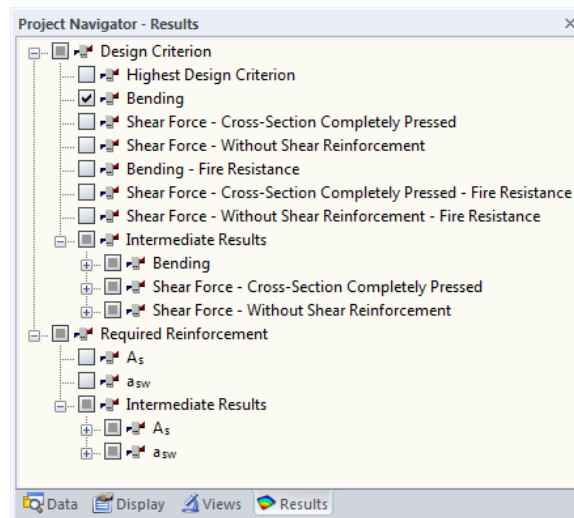 Project Navigator - Results
Design Criterion
Highest Design Criterion
Bending
Shear Force - Cross-Section Completely Pressed
Shear Force - Without Shear Reinforcement
Bending - Fire Resistance
Shear Force - Cross-Section Completely Pressed - Fire Resistance
Shear Force - Without Shear Reinforcement - Fire Resistance
Intermediate Results
Bending
Shear Force - Cross-Section Completely Pressed
Shear Force - Without Shear Reinforcement
Required Reinforcement
As
asw
Intermediate Results
As
asw
Data Display Views Results